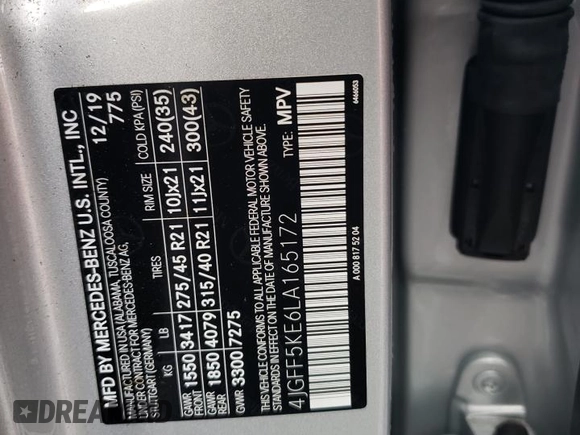 MFD BY MERCEDES-BENZ U.S. INTL., INC
PRODUCED IN USA (ALABAMA, TUSCALOOSA COUNTY)
UNDER CONTRACT FOR MERCEDES-BENZ AG,
STUTTGART (GERMANY)
12/19
775
KG LB TIRES RIM SIZE COLD KPA (PSI)
GAWR FRONT 1550 3417 275/45 R21 10Jx21 240(35)
GAWR REAR 1850 4079 315/40 R21 11Jx21 300(43)
GVWR 3300 7275
THIS VEHICLE CONFORMS TO ALL APPLICABLE FEDERAL MOTOR VEHICLE SAFETY
STANDARDS IN EFFECT ON THE DATE OF MANUFACTURE SHOWN ABOVE.
4JGFF5KE6LA165172 TYPE: MPV
A 000 817 52 04
6466053